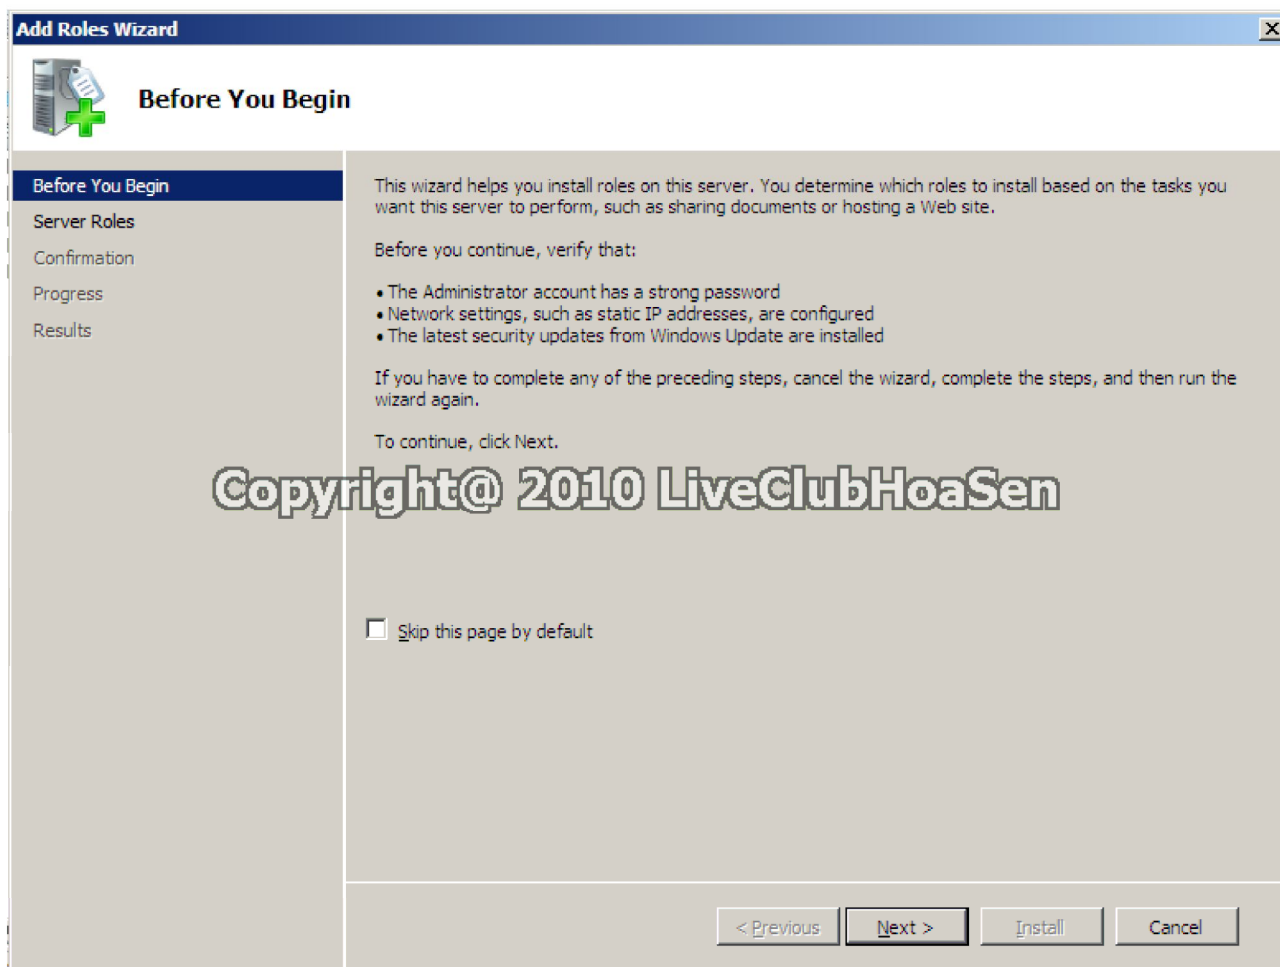 Add Roles Wizard
Before You Begin
Before You Begin
Server Roles
Confirmation
Progress
Results
This wizard helps you install roles on this server. You determine which roles to install based on the tasks you
want this server to perform, such as sharing documents or hosting a Web site.
Before you continue, verify that:
• The Administrator account has a strong password
• Network settings, such as static IP addresses, are configured
• The latest security updates from Windows Update are installed
If you have to complete any of the preceding steps, cancel the wizard, complete the steps, and then run the
wizard again.
To continue, click Next.
Copyright@ 2010 LiveClubHoaSen
Skip this page by default
< Previous
Next >
Install
Cancel